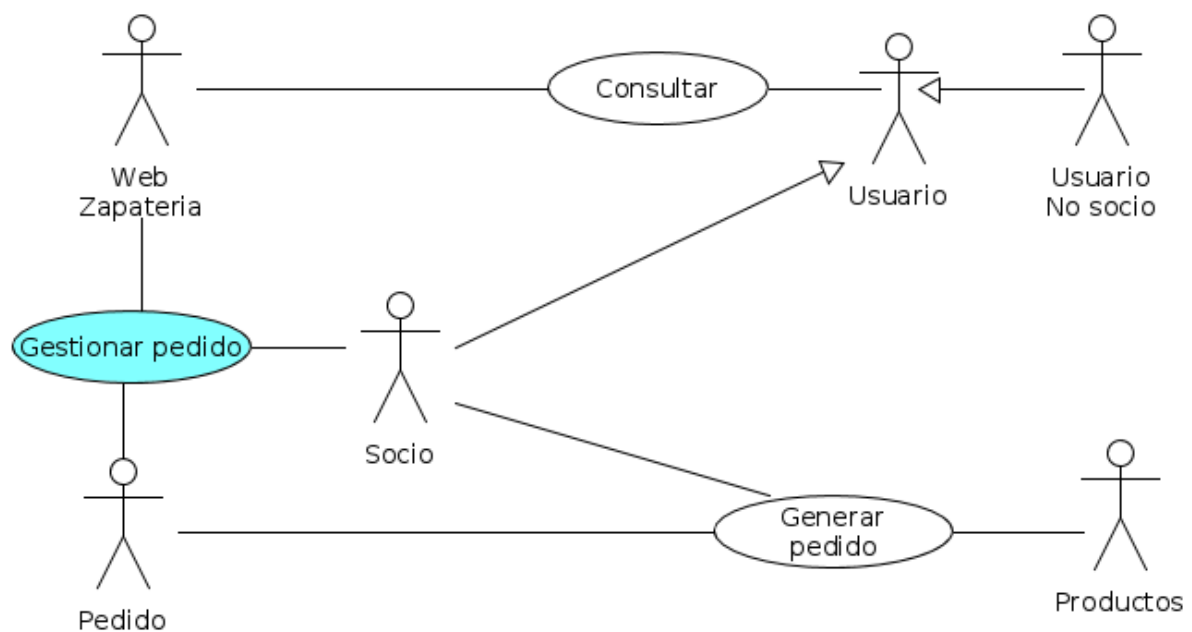 Consultar
Web
Zapateria
Usuario
Usuario
No socio
Gestionar pedido
Socio
Generar
pedido
Pedido
Productos